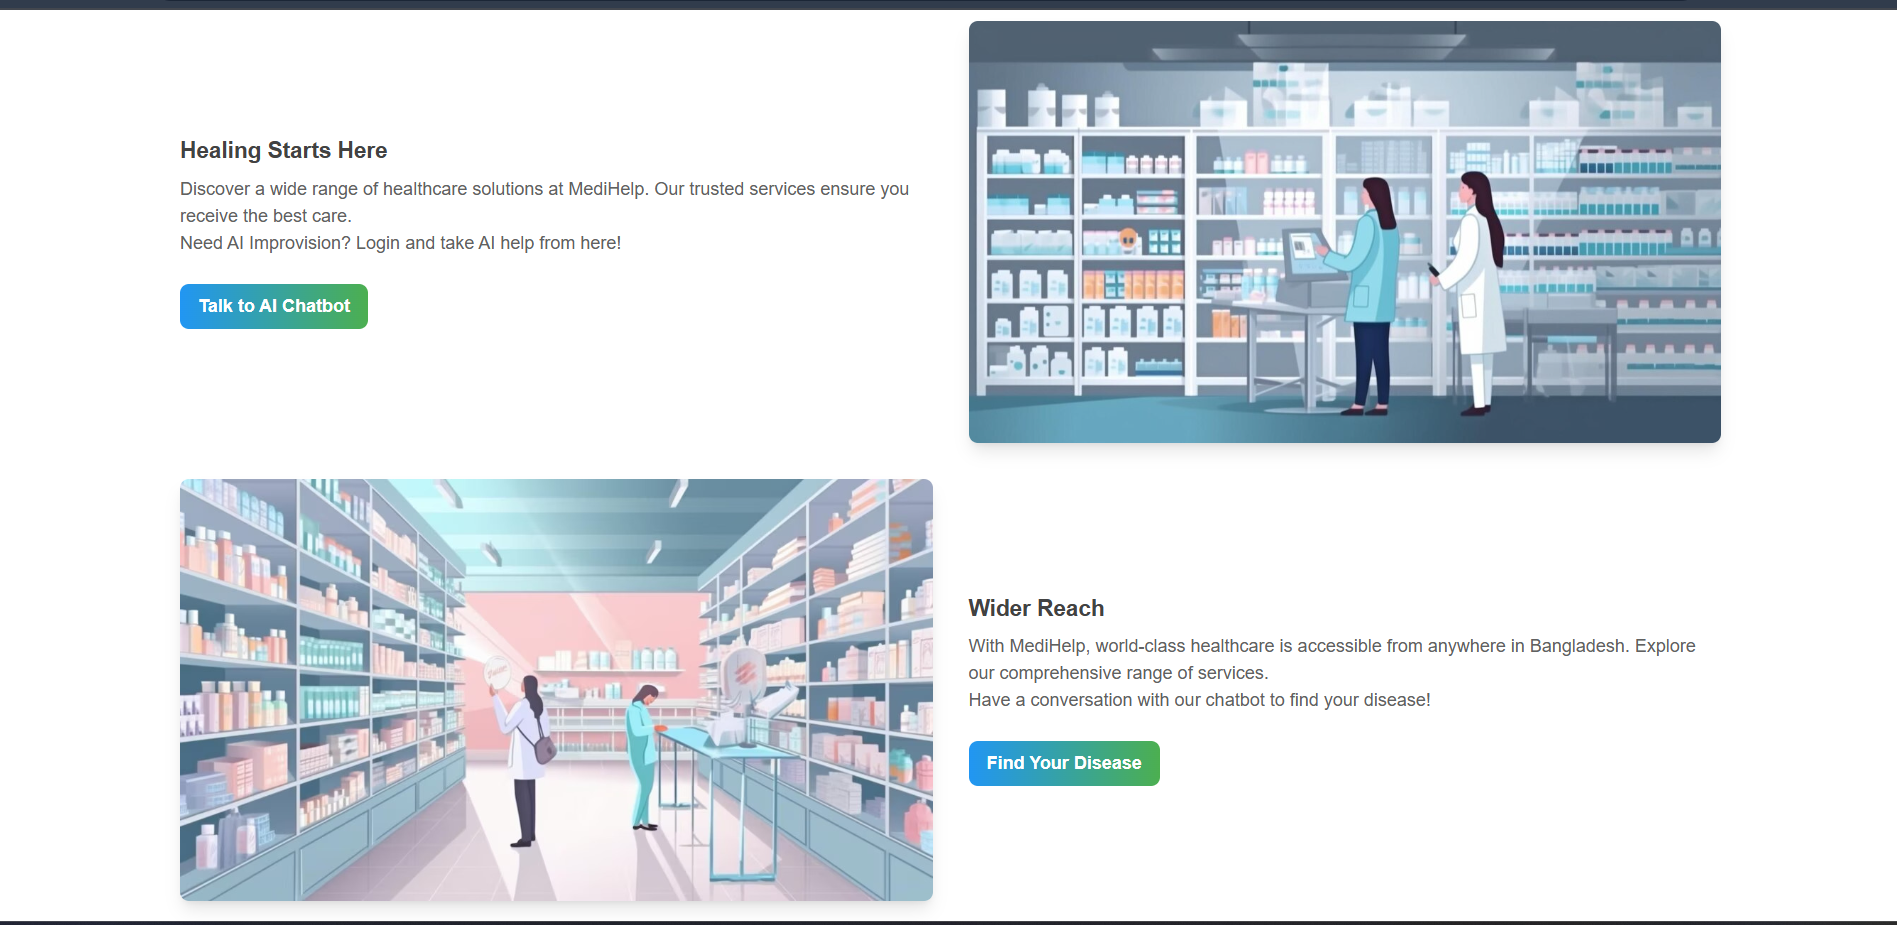 Healing Starts Here
Discover a wide range of healthcare solutions at MediHelp. Our trusted services ensure you
receive the best care.
Need AI Improvision? Login and take AI help from here!
Talk to AI Chatbot
Wider Reach
With MediHelp, world-class healthcare is accessible from anywhere in Bangladesh. Explore
our comprehensive range of services.
Have a conversation with our chatbot to find your disease!
Find Your Disease